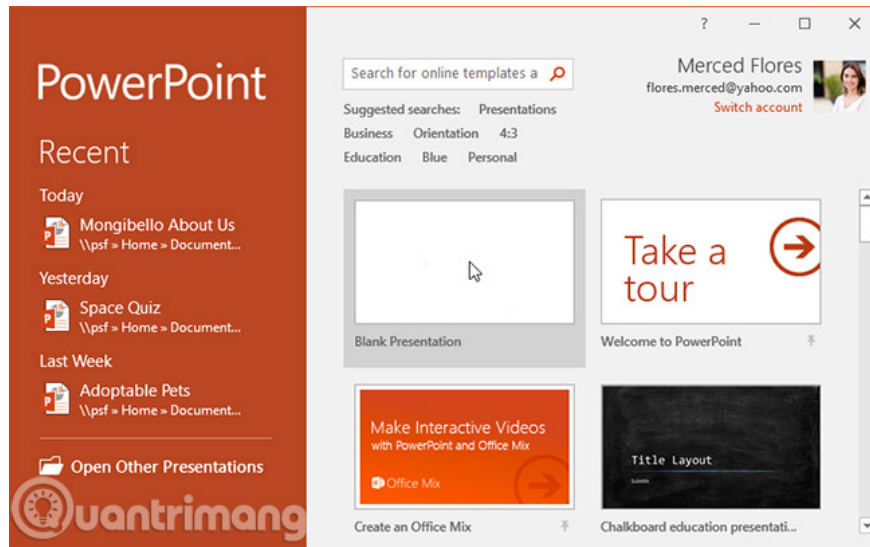 PowerPoint
Recent
Today
Mongibello About Us
\\psf » Home » Document...
Yesterday
Space Quiz
\\psf » Home » Document...
Last Week
Adoptable Pets
\\psf » Home » Document...
Open Other Presentations
Quantrimang
?
Search for online templates a
Suggested searches: Presentations
Business Orientation 4:3
Education Blue Personal
Merced Flores
flores.merced@yahoo.com
Switch account
Blank Presentation
Take a
tour
Welcome to PowerPoint
Make Interactive Videos
with PowerPoint and Office Mix
Office Mix
Create an Office Mix
Title Layout
Subtitle
Chalkboard education presentati...